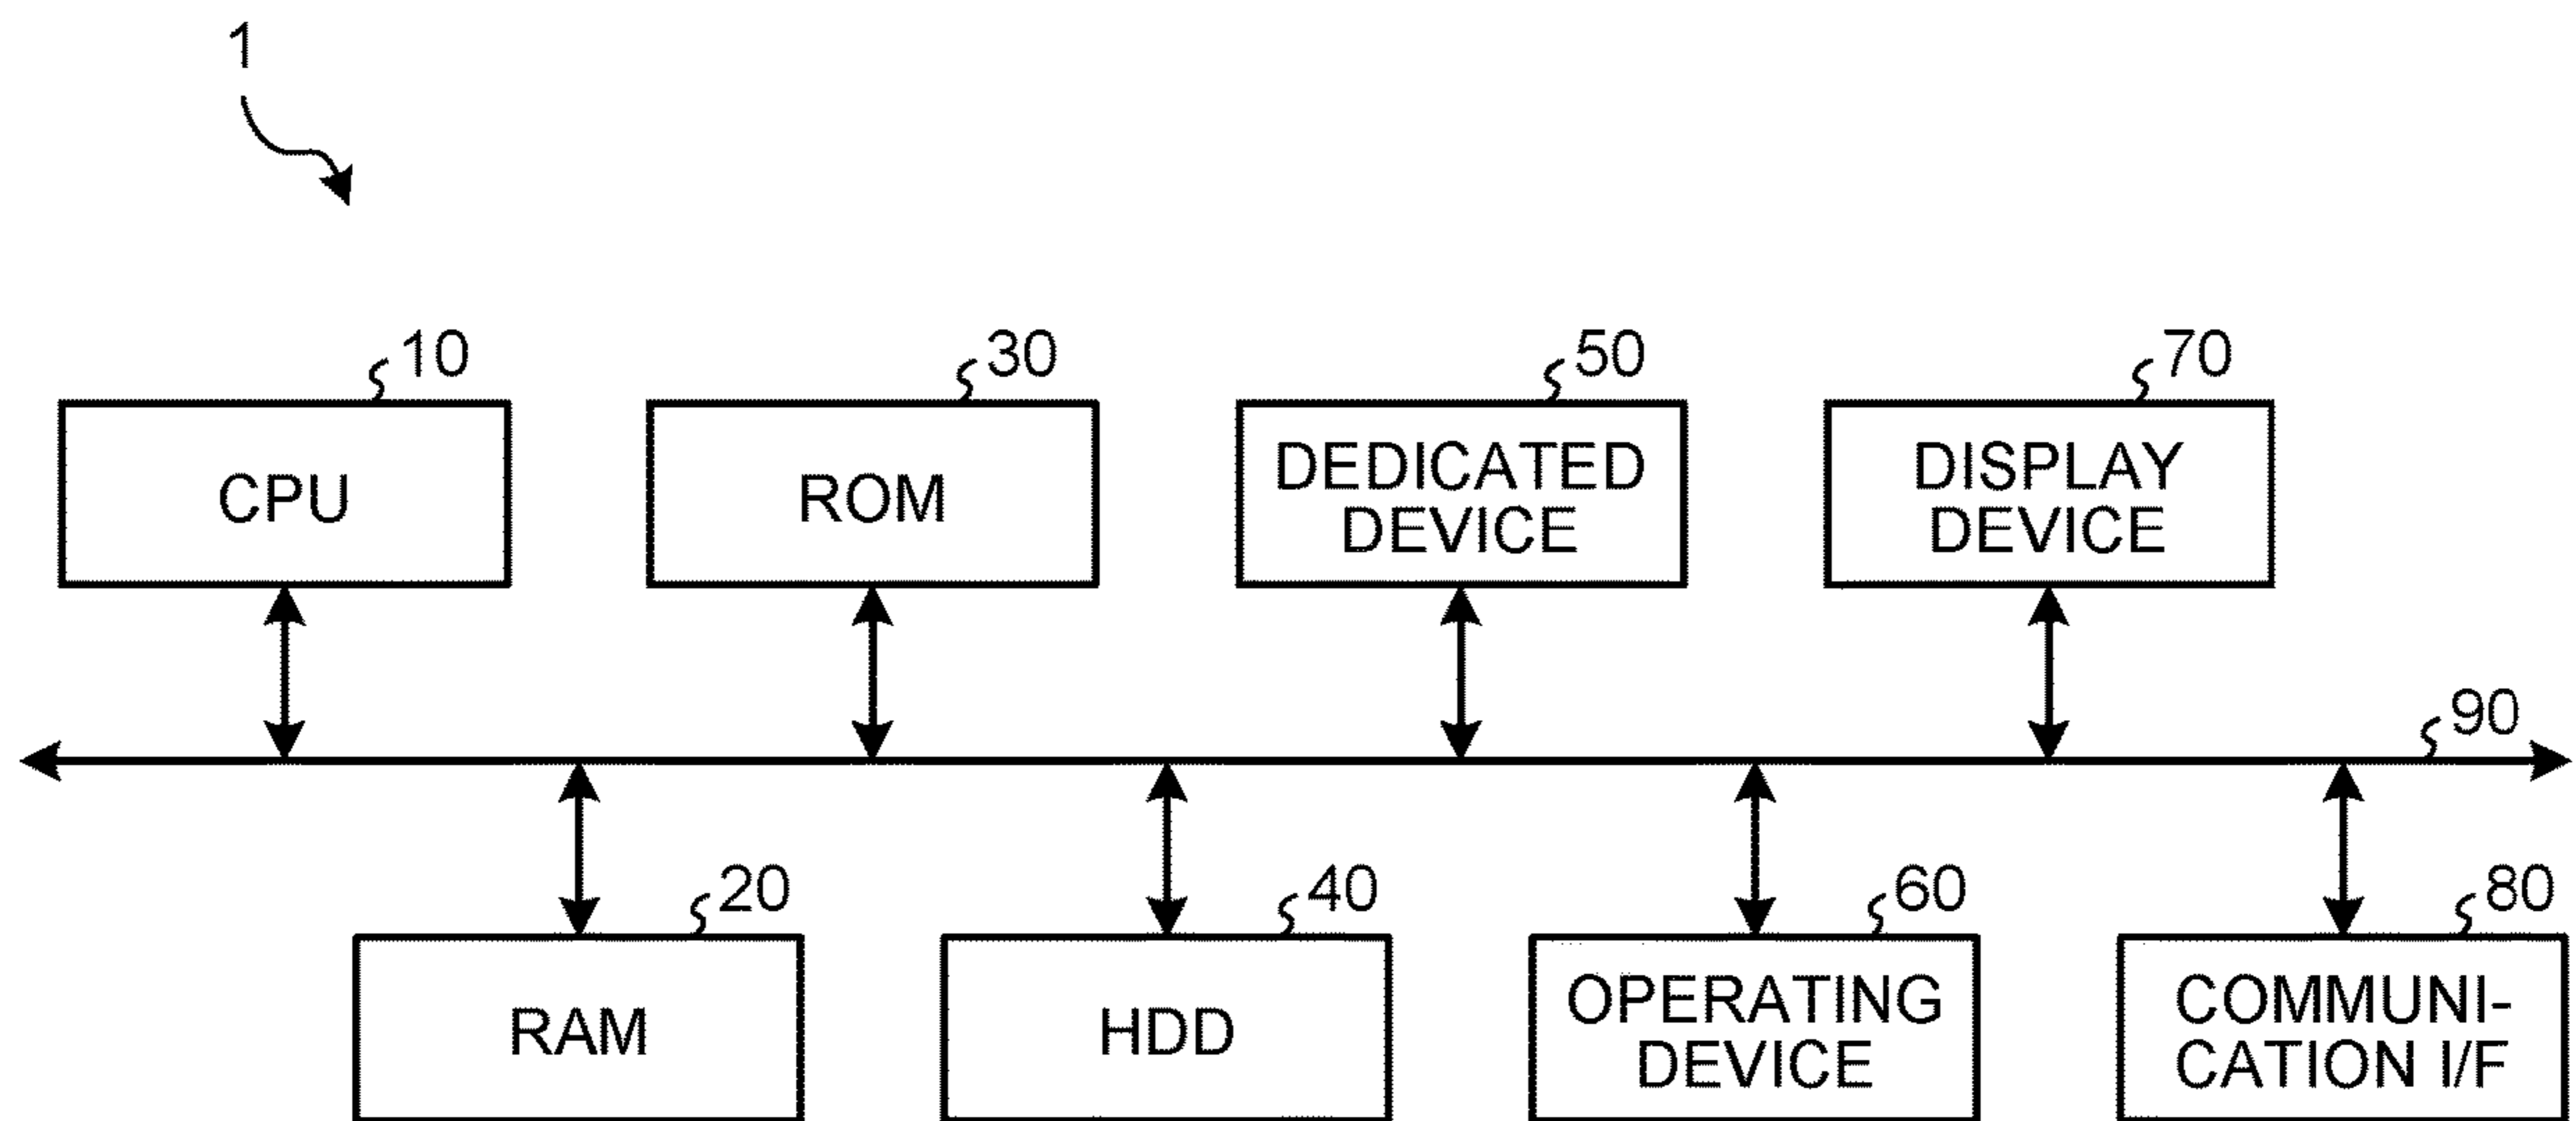 1
10
30
50
70
CPU
ROM
DEDICATED
DEVICE
DISPLAY
DEVICE
90
20
40
60
80
RAM
HDD
OPERATING
DEVICE
COMMUNI-
CATION I/F